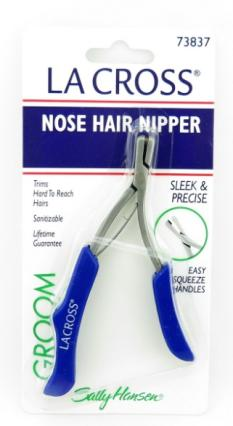 73837
LA CROSS®
NOSE HAIR NIPPER
Trims
Hard To Reach
Hairs
Sanitizable
Lifetime
Guarantee
SLEEK &
PRECISE
EASY
SQUEEZE
HANDLES
GROOM
LA CROSS®
Sally Hansen®